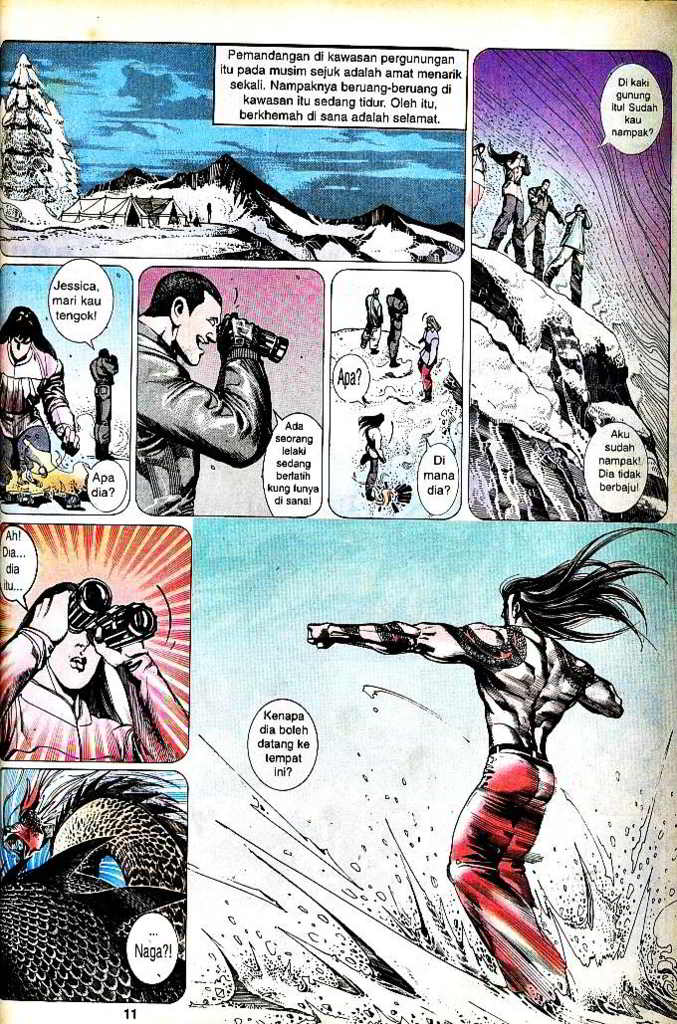 Pemandangan di kawasan pergunungan
itu pada musim sejuk adalah amat menarik
sekali. Nampaknya beruang-beruang di
kawasan itu sedang tidur. Oleh itu,
berkhemah di sana adalah selamat.
Jessica,
mari kau
tengok!
Apa
dia?
Ada
seorang
lelaki
sedang
berlatih
kung funya
di sana!
Apa?
Di
mana
dia?
Di kaki
gunung
itu! Sudah
kau
nampak?
Aku
sudah
nampak!
Dia tidak
berbaju!
Ah!
Dia...
dia
itu...
Kenapa
dia boleh
datang ke
tempat
ini?
...
Naga?!
11